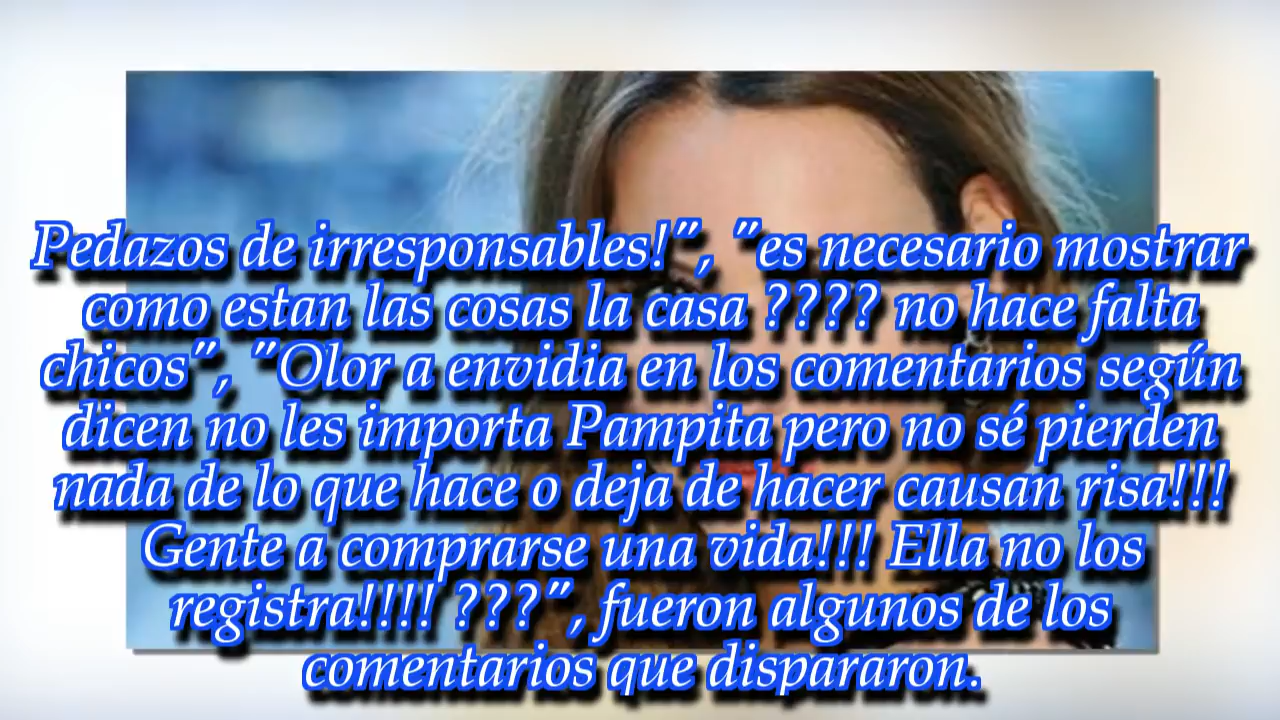 Pedazos de irresponsables!", "es necesario mostrar
como estan las cosas la casa ???? no hace falta
chicos", "Olor a envidia en los comentarios según
dicen no les importa Pampita pero no sé pierden
nada de lo que hace o deja de hacer causan risa!!!
Gente a comprarse una vida!!! Ella no los
registra!!!! ???", fueron algunos de los
comentarios que dispararon.